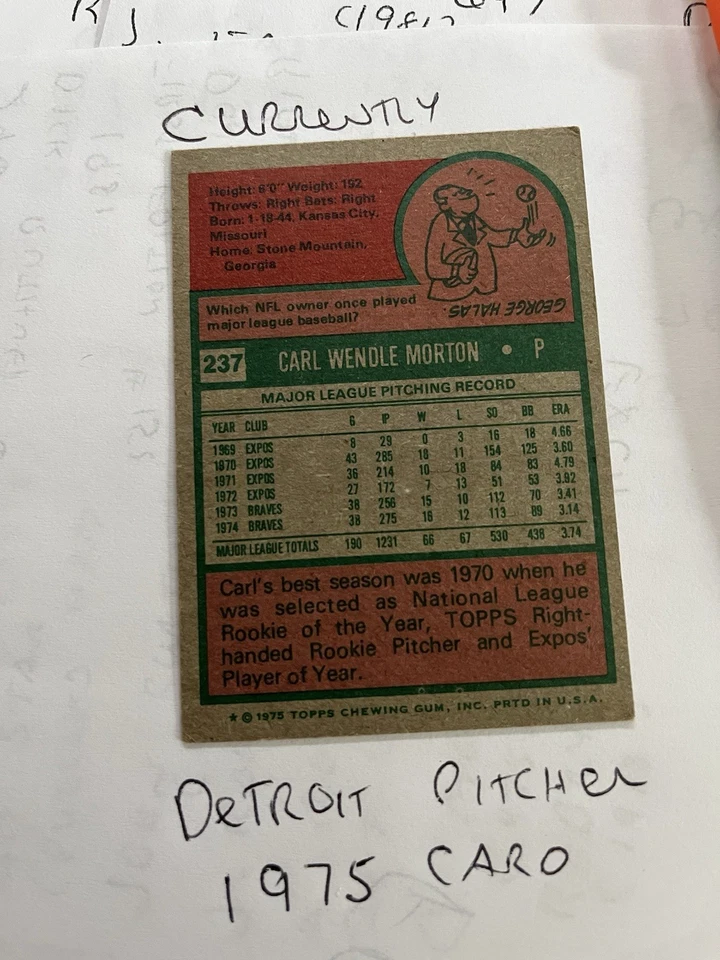 CURRENTLY
Height: 6'0" Weight: 192
Throws: Right Bats: Right
Born: 1-18-44, Kansas City,
Missouri
Home: Stone Mountain,
Georgia
Which NFL owner once played
major league baseball?
GEORGE HALAS.
237 CARL WENDLE MORTON • P
MAJOR LEAGUE PITCHING RECORD
YEAR CLUB G IP W L SO BB ERA
1969 EXPOS 8 29 0 3 16 18 4.66
1970 EXPOS 43 285 18 11 154 125 3.60
1971 EXPOS 36 214 10 18 84 83 4.79
1972 EXPOS 27 172 7 13 51 53 3.92
1973 BRAVES 38 256 15 10 112 70 3.41
1974 BRAVES 38 275 16 12 113 89 3.14
MAJOR LEAGUE TOTALS 190 1231 66 67 530 438 3.74
Carl's best season was 1970 when he
was selected as National League
Rookie of the Year, TOPPS Right-
handed Rookie Pitcher and Expos'
Player of Year.
★ © 1975 TOPPS CHEWING GUM, INC. PRTD IN U.S.A.
DETROIT PITCHER
1975 CARD